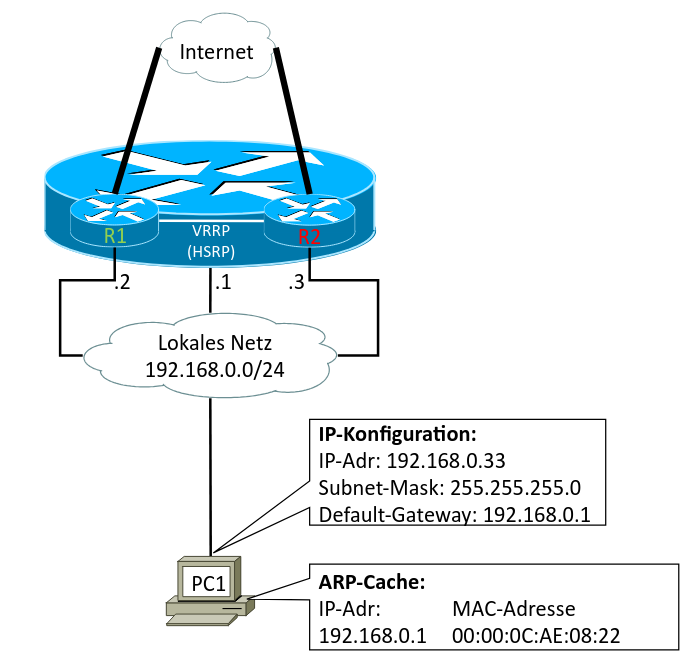 Internet
R1
VRRP
(HSRP)
R2
.2
.1
.3
Lokales Netz
192.168.0.0/24
IP-Konfiguration:
IP-Adr: 192.168.0.33
Subnet-Mask: 255.255.255.0
Default-Gateway: 192.168.0.1
PC1
ARP-Cache:
IP-Adr: MAC-Adresse
192.168.0.1 00:00:0C:AE:08:22